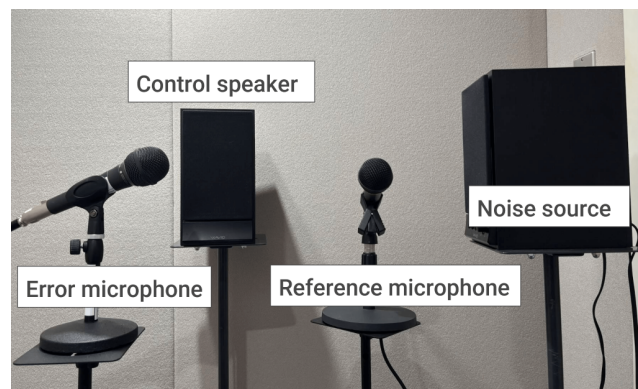 Control speaker
Noise source
Error microphone
Reference microphone